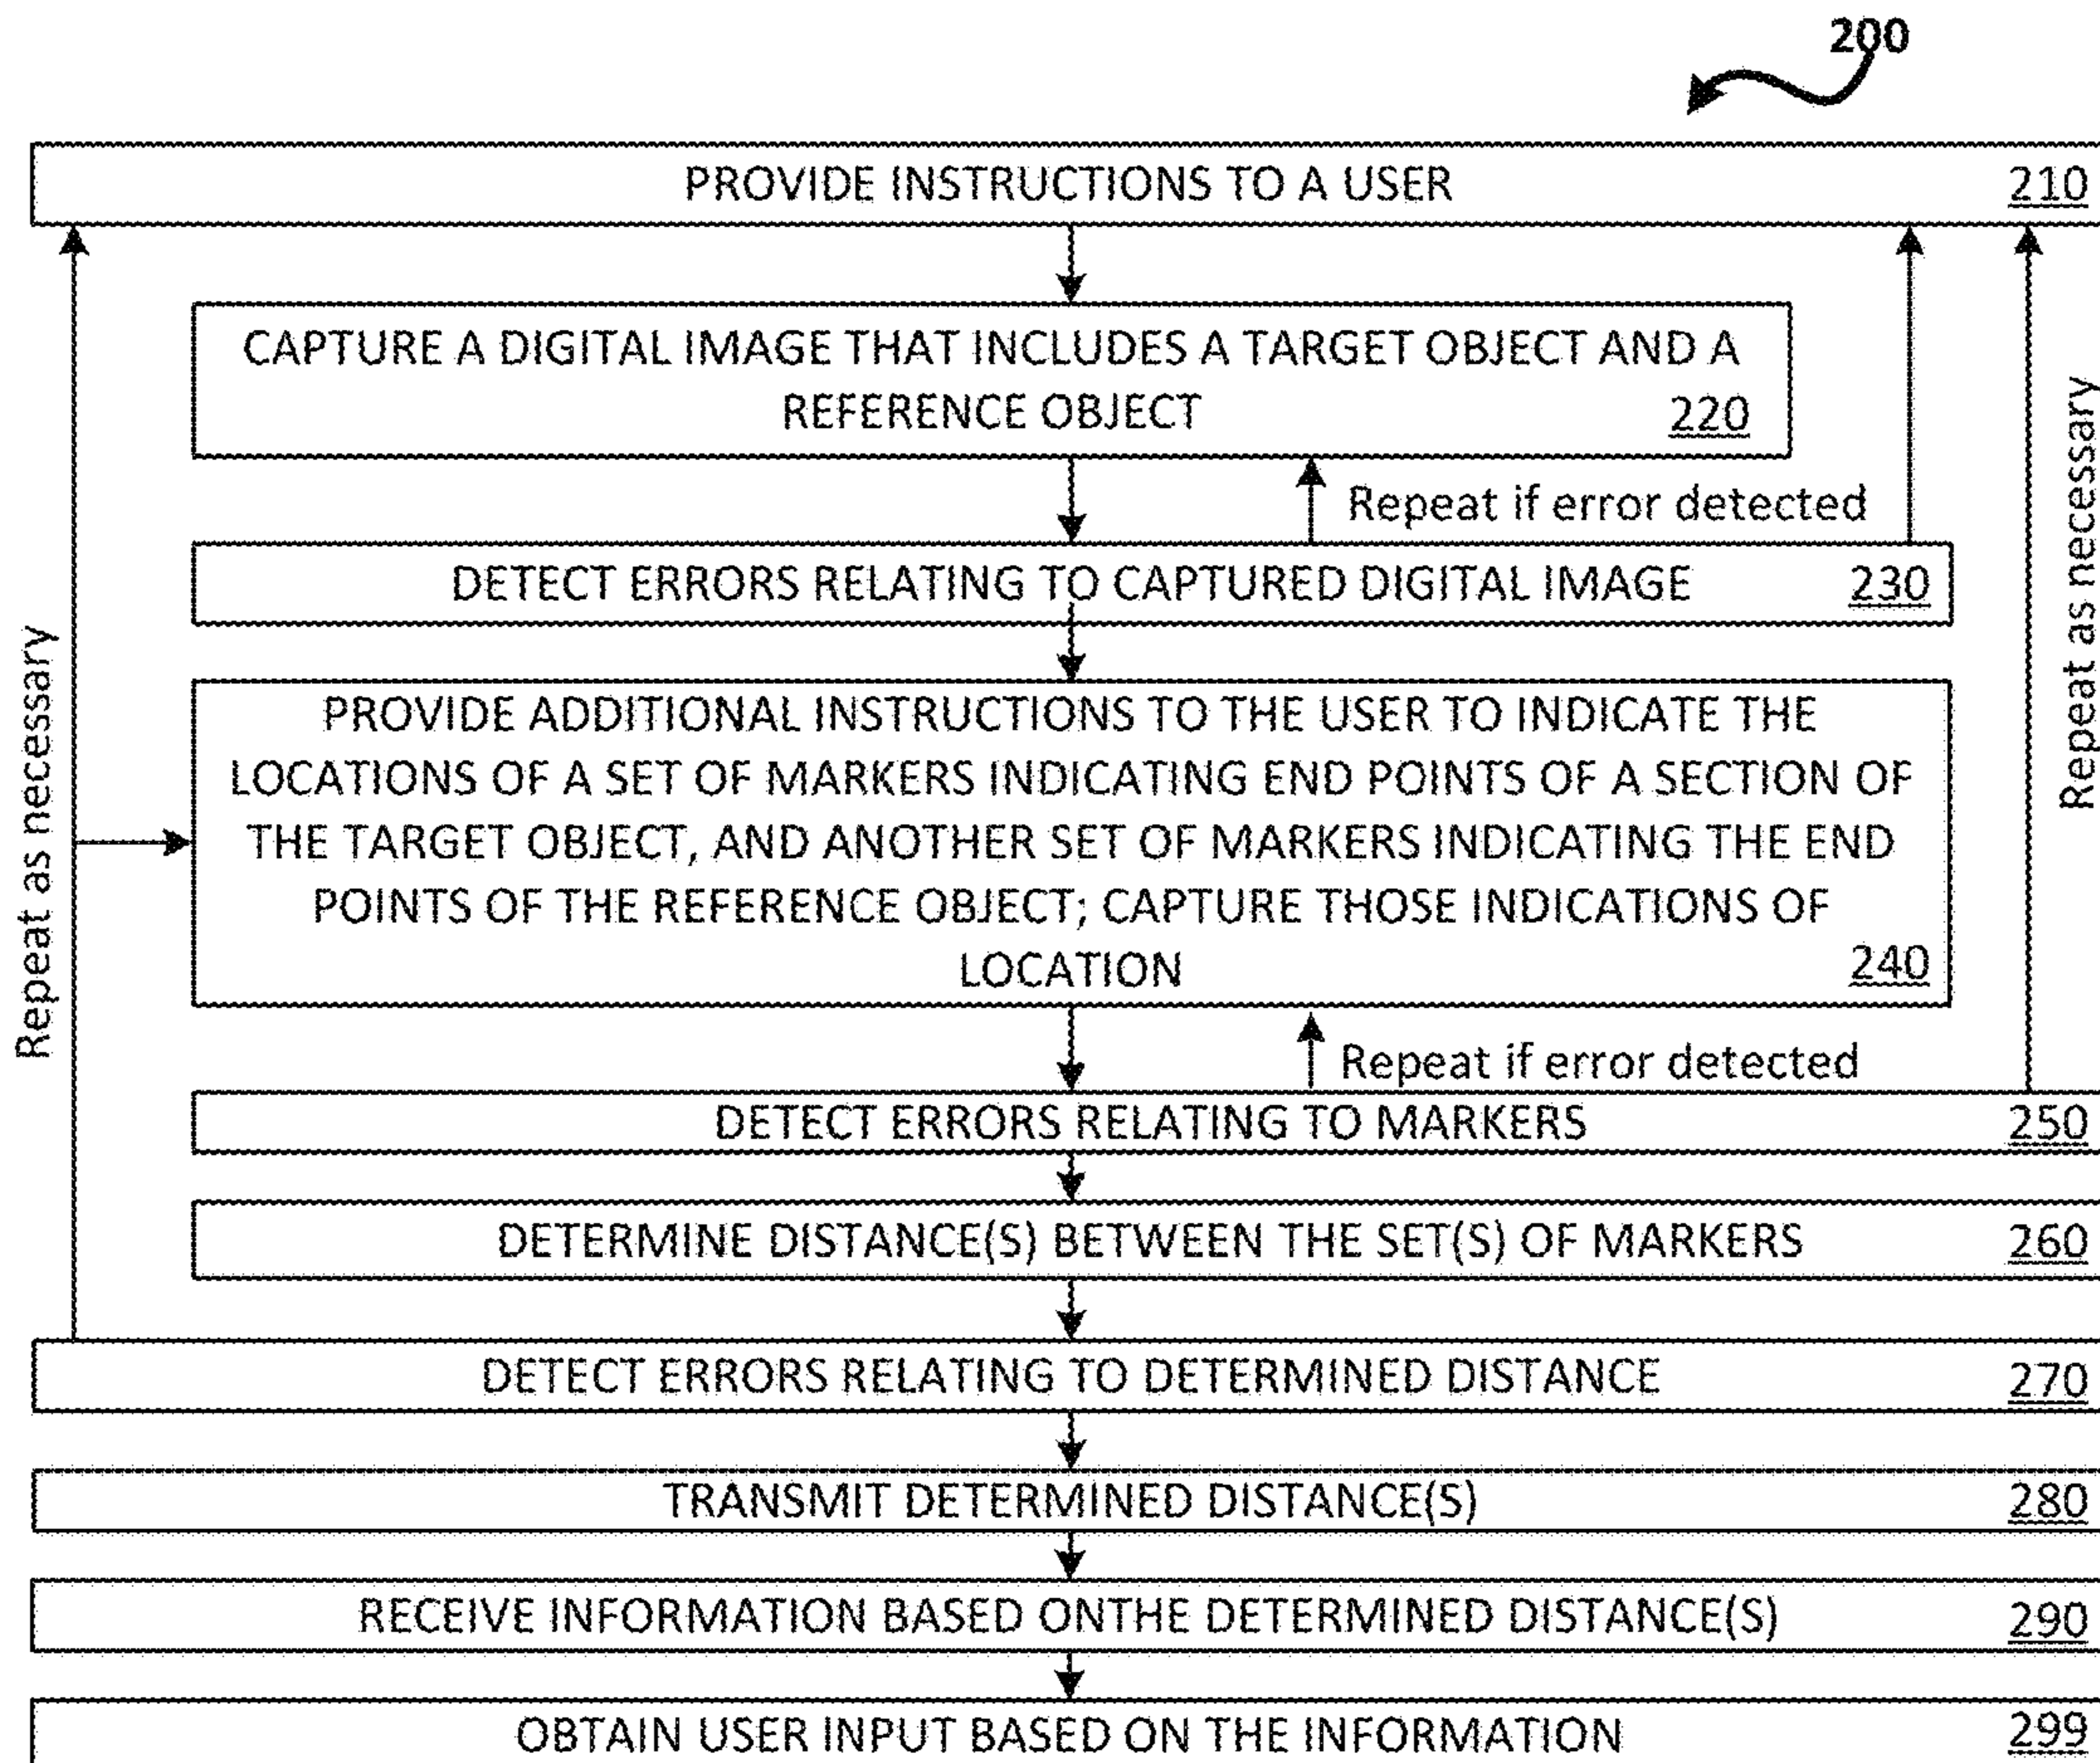 200
PROVIDE INSTRUCTIONS TO A USER 210
CAPTURE A DIGITAL IMAGE THAT INCLUDES A TARGET OBJECT AND A
REFERENCE OBJECT 220
Repeat if error detected
DETECT ERRORS RELATING TO CAPTURED DIGITAL IMAGE 230
PROVIDE ADDITIONAL INSTRUCTIONS TO THE USER TO INDICATE THE
LOCATIONS OF A SET OF MARKERS INDICATING END POINTS OF A SECTION OF
THE TARGET OBJECT, AND ANOTHER SET OF MARKERS INDICATING THE END
POINTS OF THE REFERENCE OBJECT; CAPTURE THOSE INDICATIONS OF
LOCATION 240
Repeat if error detected
Repeat as necessary
Repeat as necessary
DETECT ERRORS RELATING TO MARKERS 250
DETERMINE DISTANCE(S) BETWEEN THE SET(S) OF MARKERS 260
DETECT ERRORS RELATING TO DETERMINED DISTANCE 270
TRANSMIT DETERMINED DISTANCE(S) 280
RECEIVE INFORMATION BASED ONTHE DETERMINED DISTANCE(S) 290
OBTAIN USER INPUT BASED ON THE INFORMATION 299